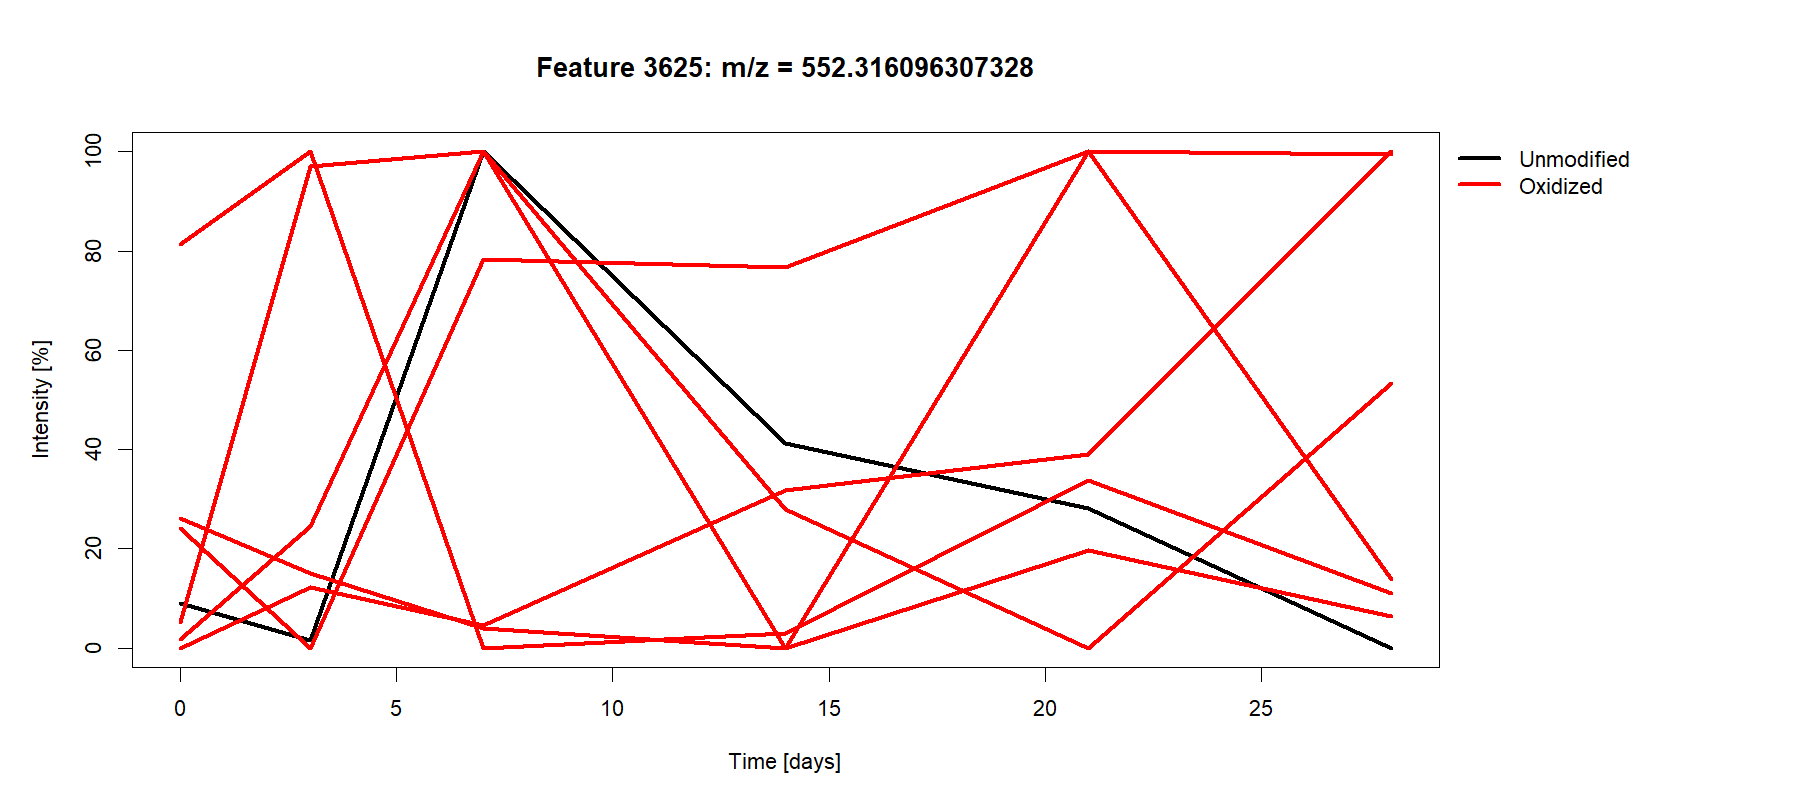 Feature 3625: m/z = 552.316096307328
Unmodified
Oxidized
Intensity [%]
100
80
60
40
20
0
0 5 10 15 20 25
Time [days]